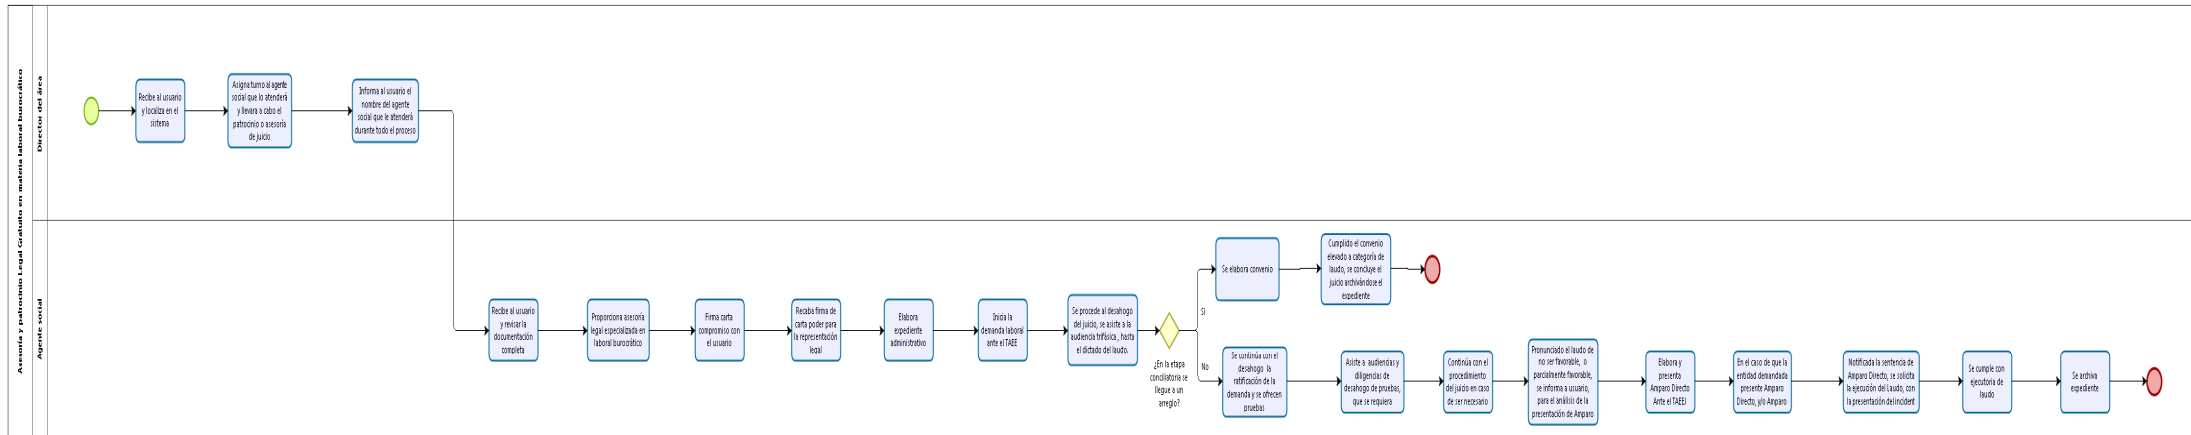 Asesoría y patrocinio Legal Gratuito en materia laboral burocrático
Director del área
Recibe al usuario
y localiza en el
sistema
Asigna turno al agente
social que lo atenderá
y llevara a cabo el
patrocinio o asesoría
de juicio
Informa al usuario el
nombre del agente
social que le atenderá
durante todo el proceso
Agente social
Recibe al usuario
y revisar la
documentación
completa
Proporciona asesoría
legal especializada en
laboral burocrático
Firma carta
compromiso con
el usuario
Recaba firma de
carta poder para
la representación
legal
Elabora
expediente
administrativo
Inicia la
demanda laboral
ante el TAEE
Se procede al desahogo
del juicio, se asiste a la
audiencia trifásica , hasta
el dictado del laudo.
¿En la etapa
conciliatoria se
llegue a un
arreglo?
Si
Se elabora convenio
Cumplido el convenio
elevado a categoría de
laudo, se concluye el
juicio archivándose el
expediente
No
Se continúa con el
desahogo la
ratificación de la
demanda y se ofrecen
pruebas
Asiste a audiencias y
diligencias de
desahogo de pruebas,
que se requiera
Continúa con el
procedimiento
del juicio en caso
de ser necesario
Pronunciado el laudo de
no ser favorable, o
parcialmente favorable,
se informa a usuario,
para el análisis de la
presentación de Amparo
Elabora y
presenta
Amparo Directo
Ante el TAEEJ
En el caso de que la
entidad demandada
presente Amparo
Directo, y/o Amparo
Notificada la sentencia de
Amparo Directo, se solicita
la ejecución del Laudo, con
la presentación del incident
Se cumple con
ejecutoria de
laudo
Se archiva
expediente